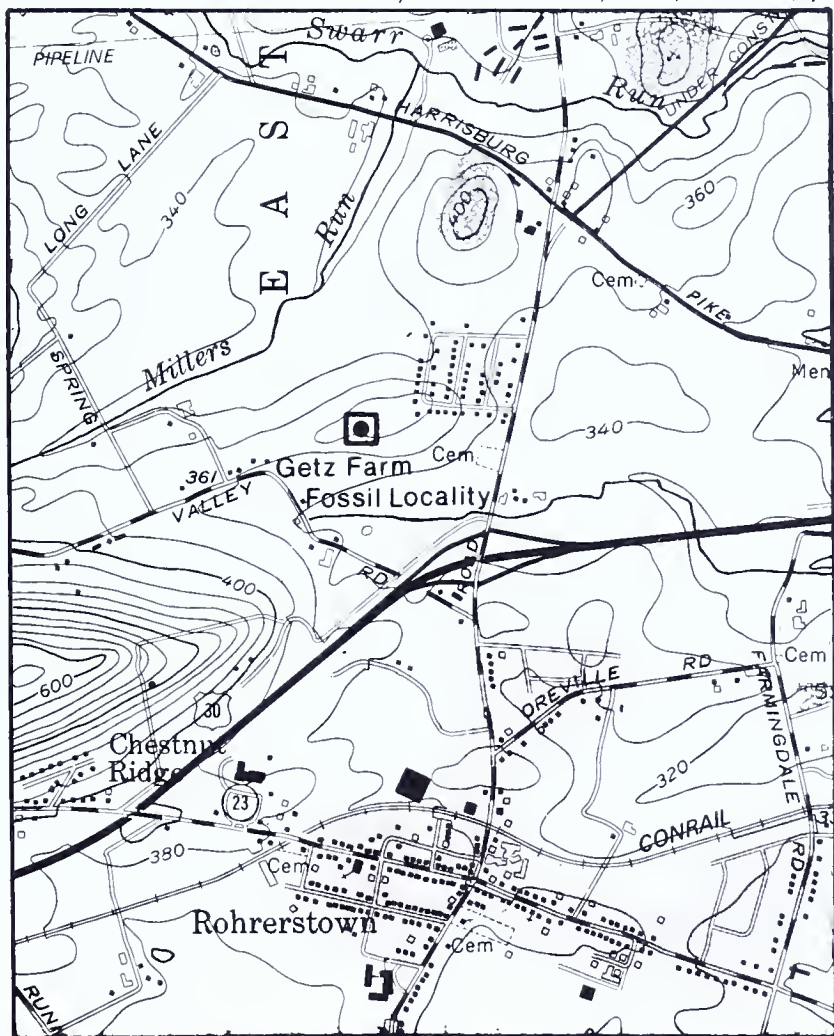 Swarr
PIPELINE
EAST
Run
UNDER CONST
HARRISBURG
LONG LANE
340
Run
400
360
Cem
PIKE
SPRING
Millers
Men
340
361
Getz Farm
Cem
Fossil Locality
VALLEY
RD
ROAD
400
600
30
OREVILLE RD
FARMINGDALE RD
Cem
Chestnut
Ridge
23
320
CONRAIL
380
Cem
Rohrerstown
Cem
RUN